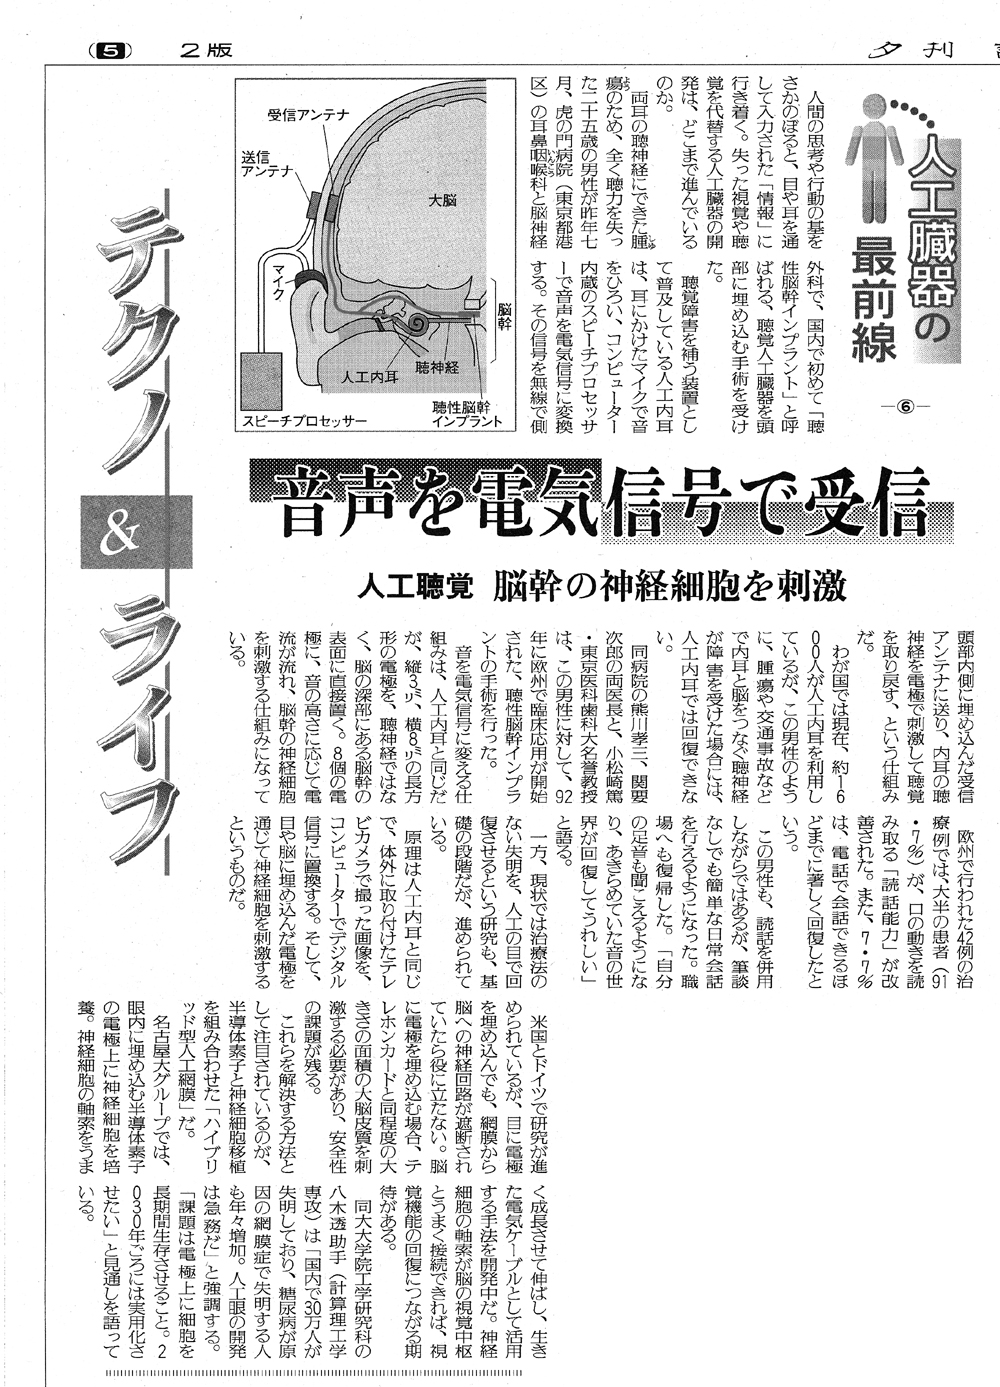 (5) 2版
夕刊
人工臓器の
最前線
―⑥―
テクノ
&
ライフ
受信アンテナ
送信
アンテナ
大脳
マイク
脳幹
聴神経
人工内耳
聴性脳幹
インプラント
スピーチプロセッサー
音声を電気信号で受信
人工聴覚 脳幹の神経細胞を刺激
人間の思考や行動の基を
さかのぼると、目や耳を通
して入力された「情報」に
行き着く。失った視覚や聴
覚を代替する人工臓器の開
発は、どこまで進んでいる
のか。
両耳の聴神経にできた腫
瘍のため、全く聴力を失っ
た二十五歳の男性が昨年七
月、虎の門病院（東京都港
区）の耳鼻咽喉科と脳神経
外科で、国内で初めて「聴
性脳幹インプラント」と呼
ばれる、聴覚人工臓器を頭
部に埋め込む手術を受け
た。
聴覚障害を補う装置とし
て普及している人工内耳
は、耳にかけたマイクで音
をひろい、コンピューター
内蔵のスピーチプロセッサ
ーで音声を電気信号に変換
する。その信号を無線で側
頭部内側に埋め込んだ受信
アンテナに送り、内耳の聴
神経を電極で刺激して聴覚
を取り戻す、という仕組み
だ。
わが国では現在、約16
00人が人工内耳を利用し
ているが、この男性のよう
に、腫瘍や交通事故など
で内耳と脳をつなぐ聴神経
が障害を受けた場合には、
人工内耳では回復できな
い。
同病院の熊川孝三、関要
次郎の両医長と、小松崎篤
・東京医科歯科大名誉教授
は、この男性に対して、92
年に欧州で臨床応用が開始
された、聴性脳幹インプラ
ントの手術を行った。
音を電気信号に変える仕
組みは、人工内耳と同じだ
が、縦3㍉、横8㍉の長方
形の電極を、聴神経ではな
く、脳の深部にある脳幹の
表面に直接置く。8個の電
極に、音の高さに応じて電
流が流れ、脳幹の神経細胞
を刺激する仕組みになって
いる。
欧州で行われた42例の治
療例では、大半の患者（91
・7％）が、口の動きを読
み取る「読話能力」が改
善された。また、7・7％
は、電話で会話できるほ
どまでに著しく回復したと
いう。
この男性も、読話を併用
しながらではあるが、筆談
なしでも簡単な日常会話
を行えるようになった。職
場へも復帰した。「自分
の足音も聞こえるようにな
り、あきらめていた音の世
界が回復してうれしい」
と語る。
一方、現状では治療法の
ない失明を、人工の目で回
復させるという研究も、基
礎の段階だが、進められて
いる。
原理は人工内耳と同じ
で、体外に取り付けたテレ
ビカメラで撮った画像を、
コンピューターでデジタル
信号に置換する。そして、
目や脳に埋め込んだ電極を
通じて神経細胞を刺激する
というものだ。
米国とドイツで研究が進
められているが、目に電極
を埋め込んでも、網膜から
脳への神経回路が遮断され
ていたら役に立たない。脳
に電極を埋め込む場合、テ
レホンカードと同程度の大
きさの面積の大脳皮質を刺
激する必要があり、安全性
の課題が残る。
これらを解決する方法と
して注目されているのが、
半導体素子と神経細胞移植
を組み合わせた「ハイブリ
ッド型人工網膜」だ。
名古屋大グループでは、
眼内に埋め込む半導体素子
の電極上に神経細胞を培
養。神経細胞の軸索をうま
く成長させて伸ばし、生き
た電気ケーブルとして活用
する手法を開発中だ。神経
細胞の軸索が脳の視覚中枢
とうまく接続できれば、視
覚機能の回復につながる期
待がある。
同大大学院工学研究科の
八木透助手（計算理工学
専攻）は「国内で30万人が
失明しており、糖尿病が原
因の網膜症で失明する人
も年々増加。人工眼の開発
は急務だ」と強調する。
「課題は電極上に細胞を
長期間生存させること。2
030年ごろには実用化さ
せたい」と見通しを語って
いる。